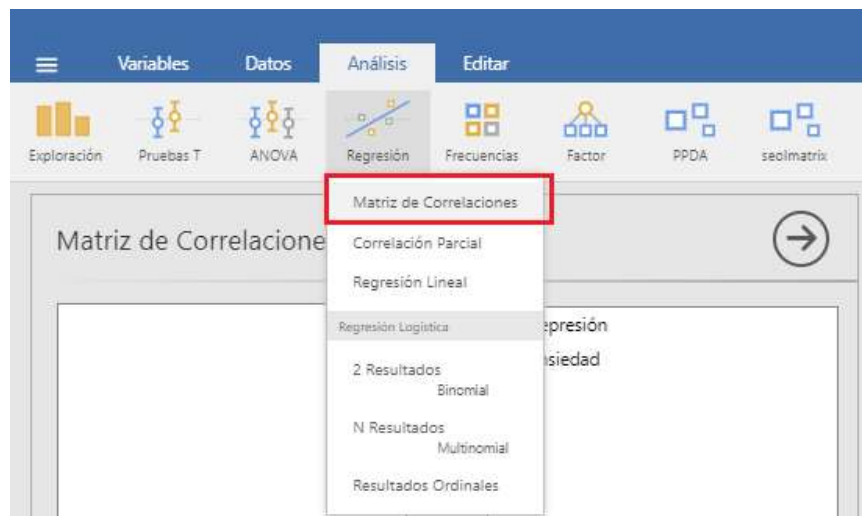 Variables Datos Análisis Editar
Exploración Pruebas T ANOVA Regresión Frecuencias Factor PPDA seolmatrix
Matriz de Correlaciones
Matriz de Correlacione
Correlación Parcial
Regresión Lineal
Regresión Logística
epresión
2 Resultados
nsiedad
Binomial
N Resultados
Multinomial
Resultados Ordinales